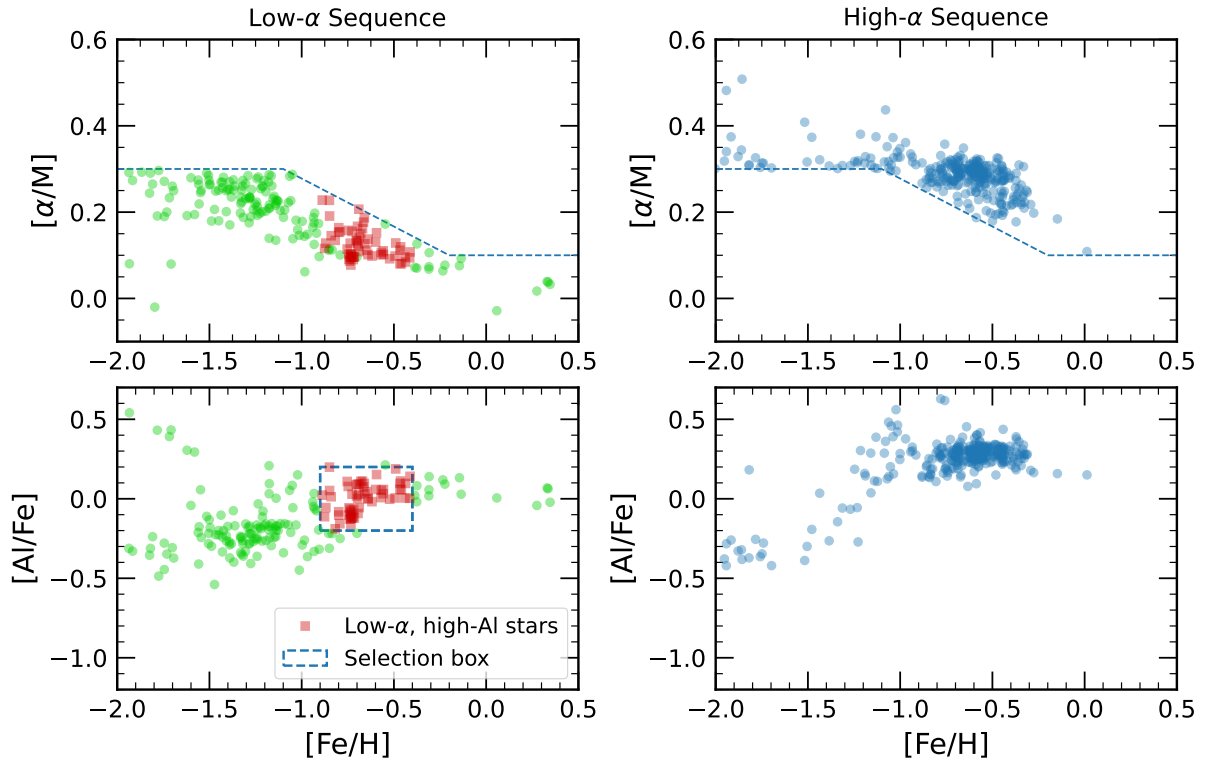 Low-α Sequence
High-α Sequence
0.6
0.4
0.2
0.0
[α/M]
−2.0 −1.5 −1.0 −0.5 0.0 0.5
0.6
0.4
0.2
0.0
[α/M]
−2.0 −1.5 −1.0 −0.5 0.0 0.5
0.5
0.0
−0.5
−1.0
[Al/Fe]
Low-α, high-Al stars
Selection box
−2.0 −1.5 −1.0 −0.5 0.0 0.5
[Fe/H]
0.5
0.0
−0.5
−1.0
[Al/Fe]
−2.0 −1.5 −1.0 −0.5 0.0 0.5
[Fe/H]